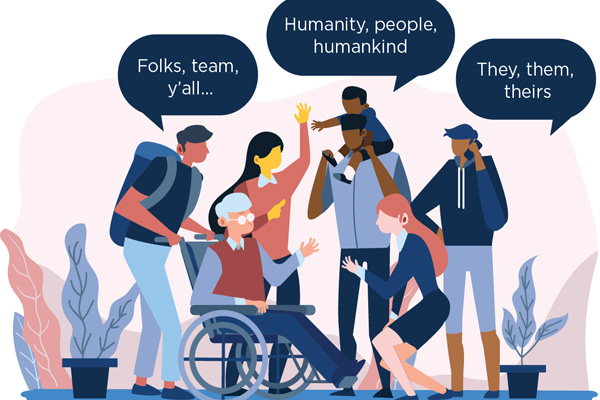 Folks, team,
y'all...
Humanity, people,
humankind
They, them,
theirs